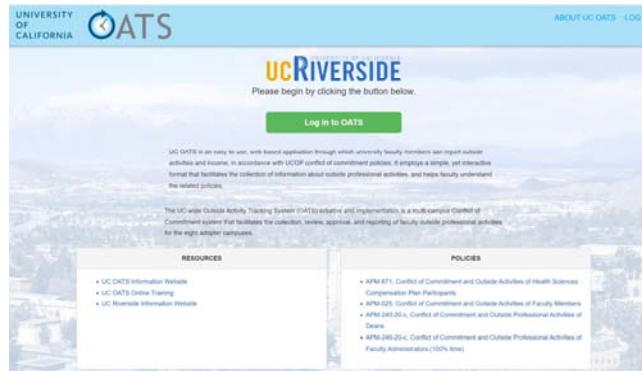 UNIVERSITY
OF
CALIFORNIA
OATS
ABOUT UC OATS LOG
UNIVERSITY OF CALIFORNIA
UCRIVERSIDE
Please begin by clicking the button below.
Log in to OATS
UC OATS is an easy to use, web based application through which university faculty members can report outside
activities and income, in accordance with UCOP conflict of commitment policies. It employs a simple, yet interactive
format that facilitates the collection of information about outside professional activities, and helps faculty understand
the related policies.
The UC-wide Outside Activity Tracking System (OATS) initiative and implementation is a multi-campus Conflict of
Commitment system that facilitates the collection, review, approval, and reporting of faculty outside professional activities
for the eight adopter campuses.
RESOURCES
• UC OATS Information Website
• UC OATS Online Training
• UC Riverside Information Website
POLICIES
• APM-671, Conflict of Commitment and Outside Activities of Health Sciences
Compensation Plan Participants
• APM-025, Conflict of Commitment and Outside Activities of Faculty Members
• APM-240-20-c, Conflict of Commitment and Outside Professional Activities of
Deans
• APM-246-20-c, Conflict of Commitment and Outside Professional Activities of
Faculty Administrators (100% time)